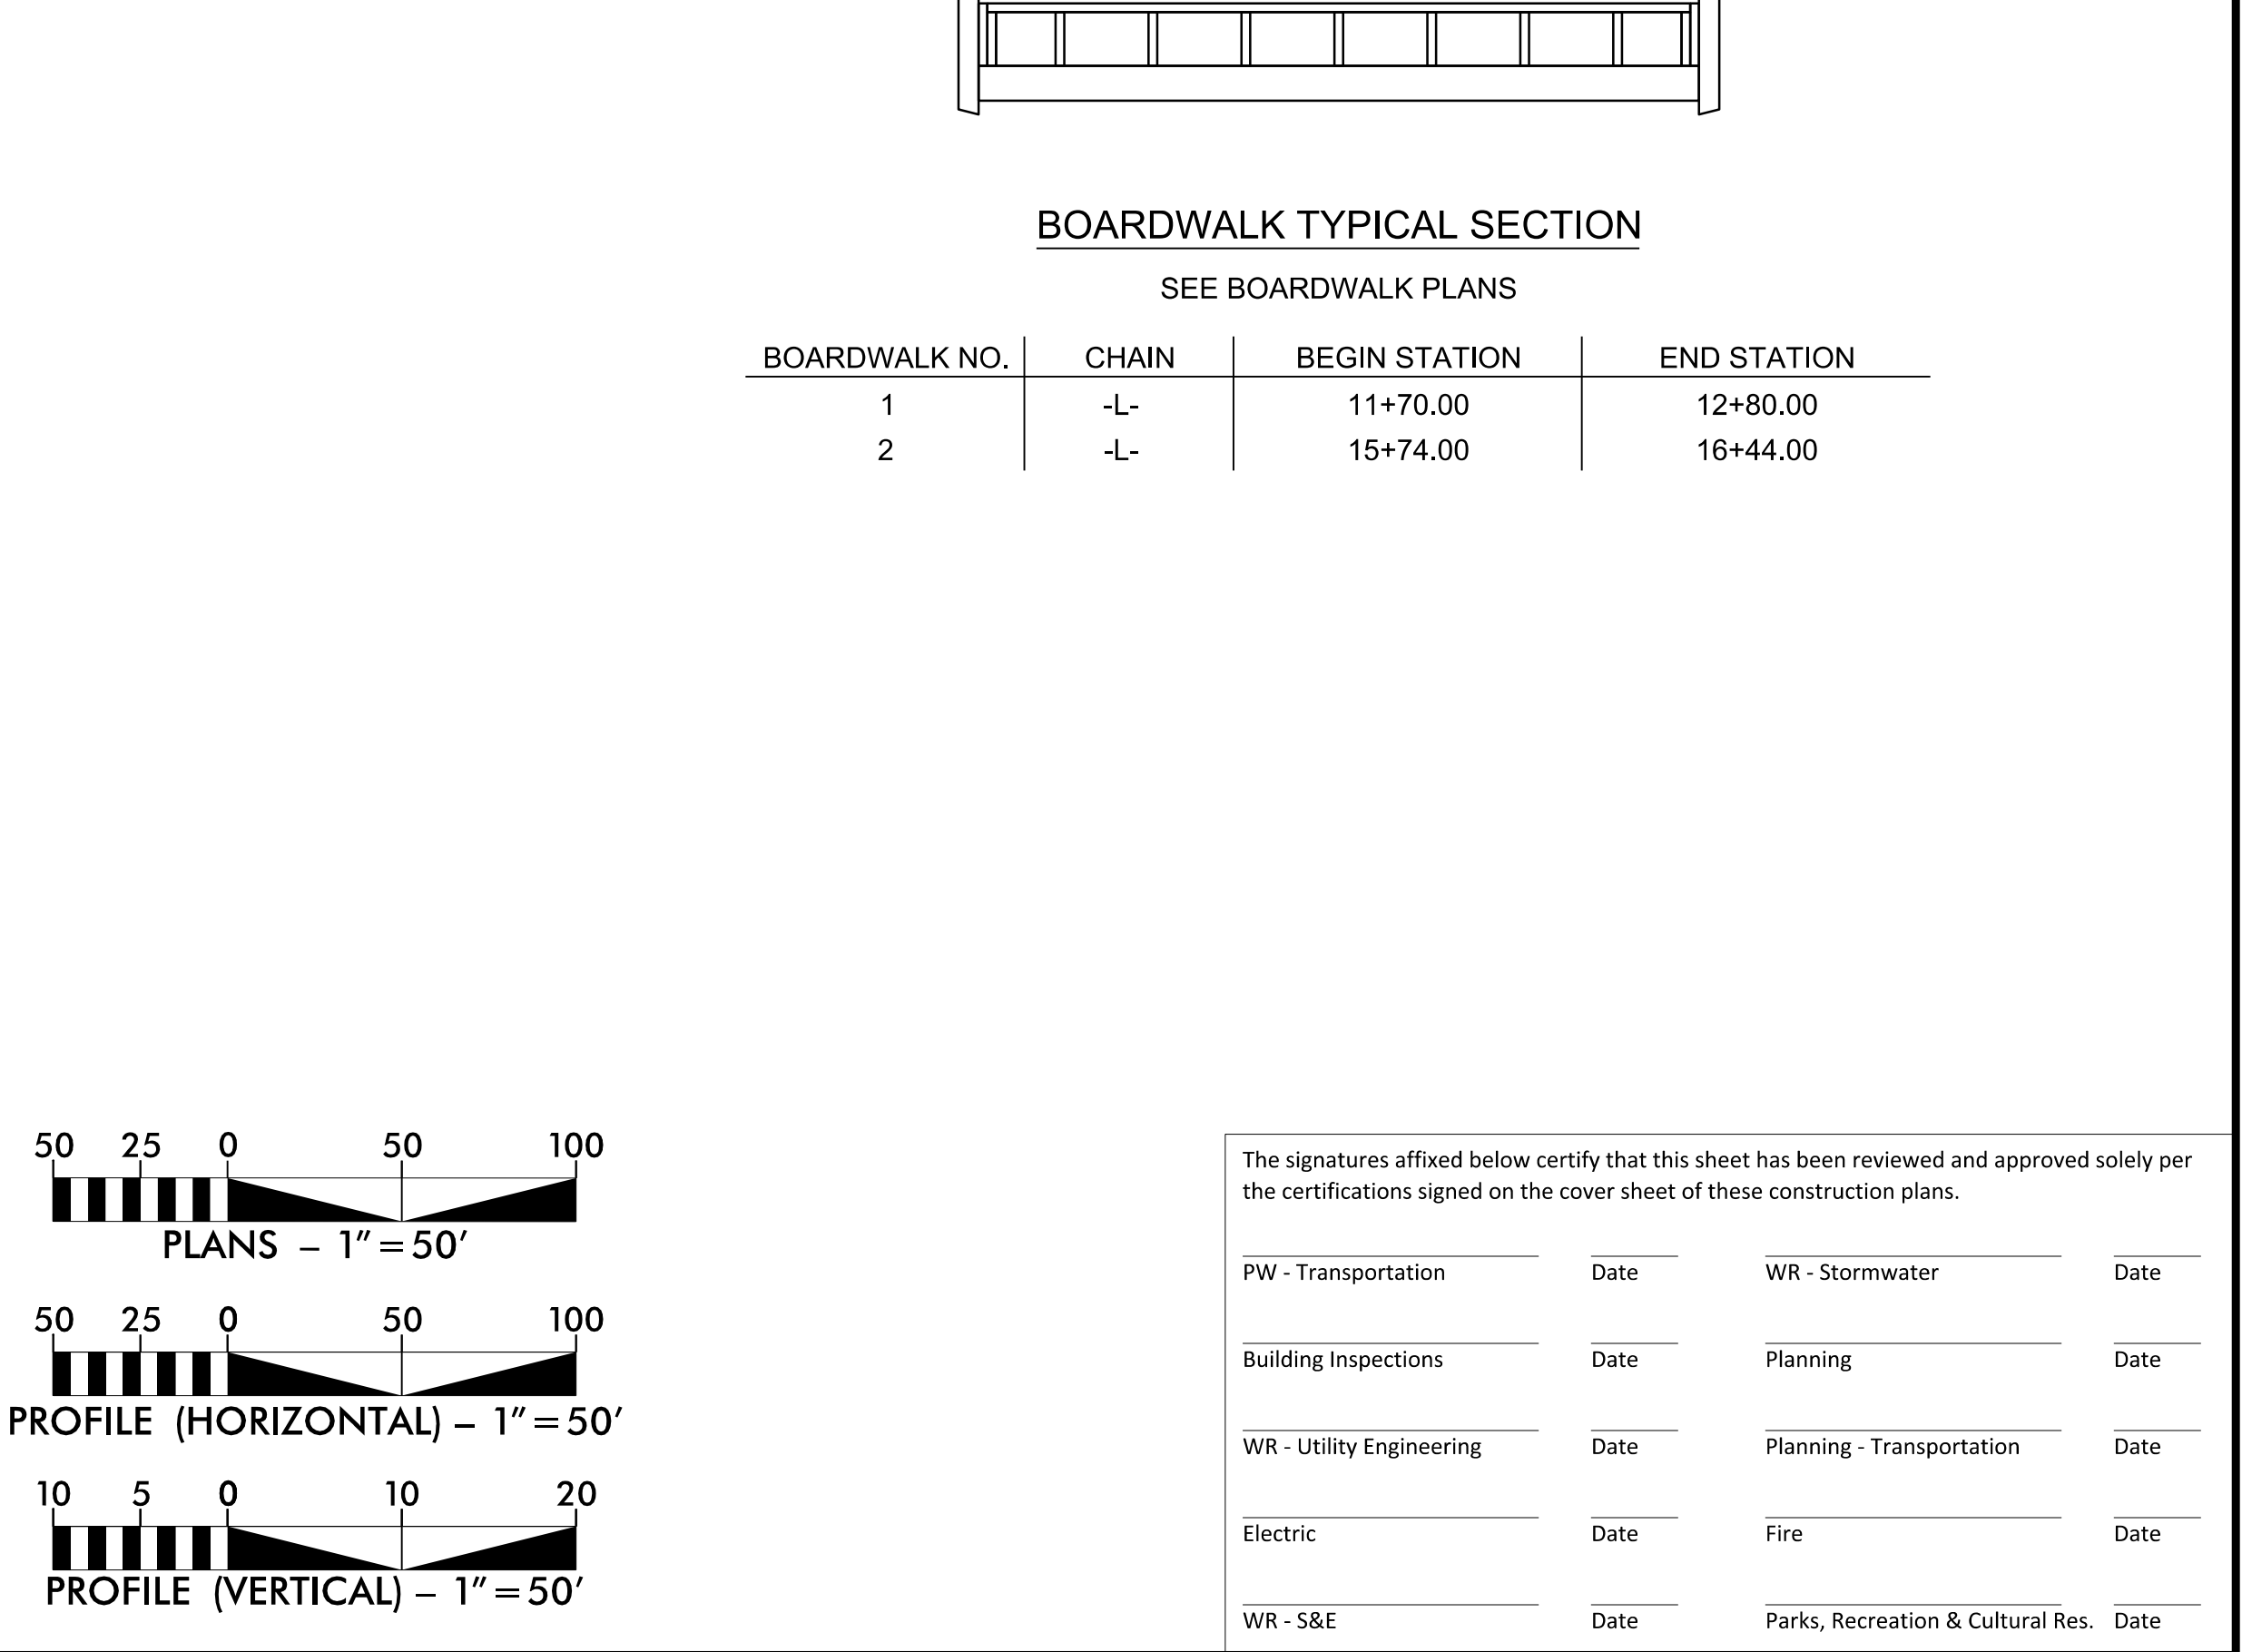 BOARDWALK TYPICAL SECTION
SEE BOARDWALK PLANS
BOARDWALK NO. CHAIN BEGIN STATION END STATION
1 -L- 11+70.00 12+80.00
2 -L- 15+74.00 16+44.00
50 25 0 50 100
PLANS – 1"=50'
50 25 0 50 100
PROFILE (HORIZONTAL) – 1"=50'
10 5 0 10 20
PROFILE (VERTICAL) – 1"=50'
The signatures affixed below certify that this sheet has been reviewed and approved solely per
the certifications signed on the cover sheet of these construction plans.
PW - Transportation Date WR - Stormwater Date
Building Inspections Date Planning Date
WR - Utility Engineering Date Planning - Transportation Date
Electric Date Fire Date
WR - S&E Date Parks, Recreation & Cultural Res. Date